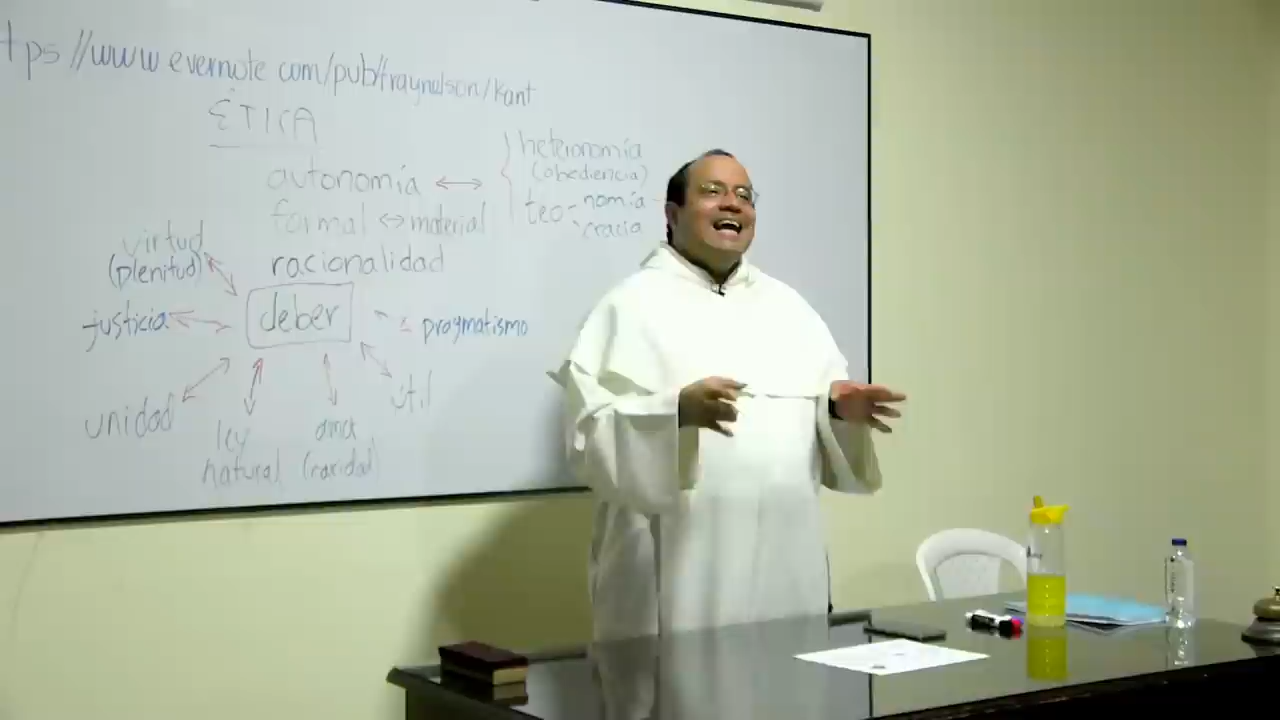 tps://www.evernote.com/pub/fraynelson/kant
ÉTICA
autonomía ↔ { heteronomía
(obediencia)
formal ↔ material
teo- nomía
cracia
virtud
(plenitud)
racionalidad
justicia
deber
pragmatismo
unidad
útil
ley
natural
amor
(caridad)